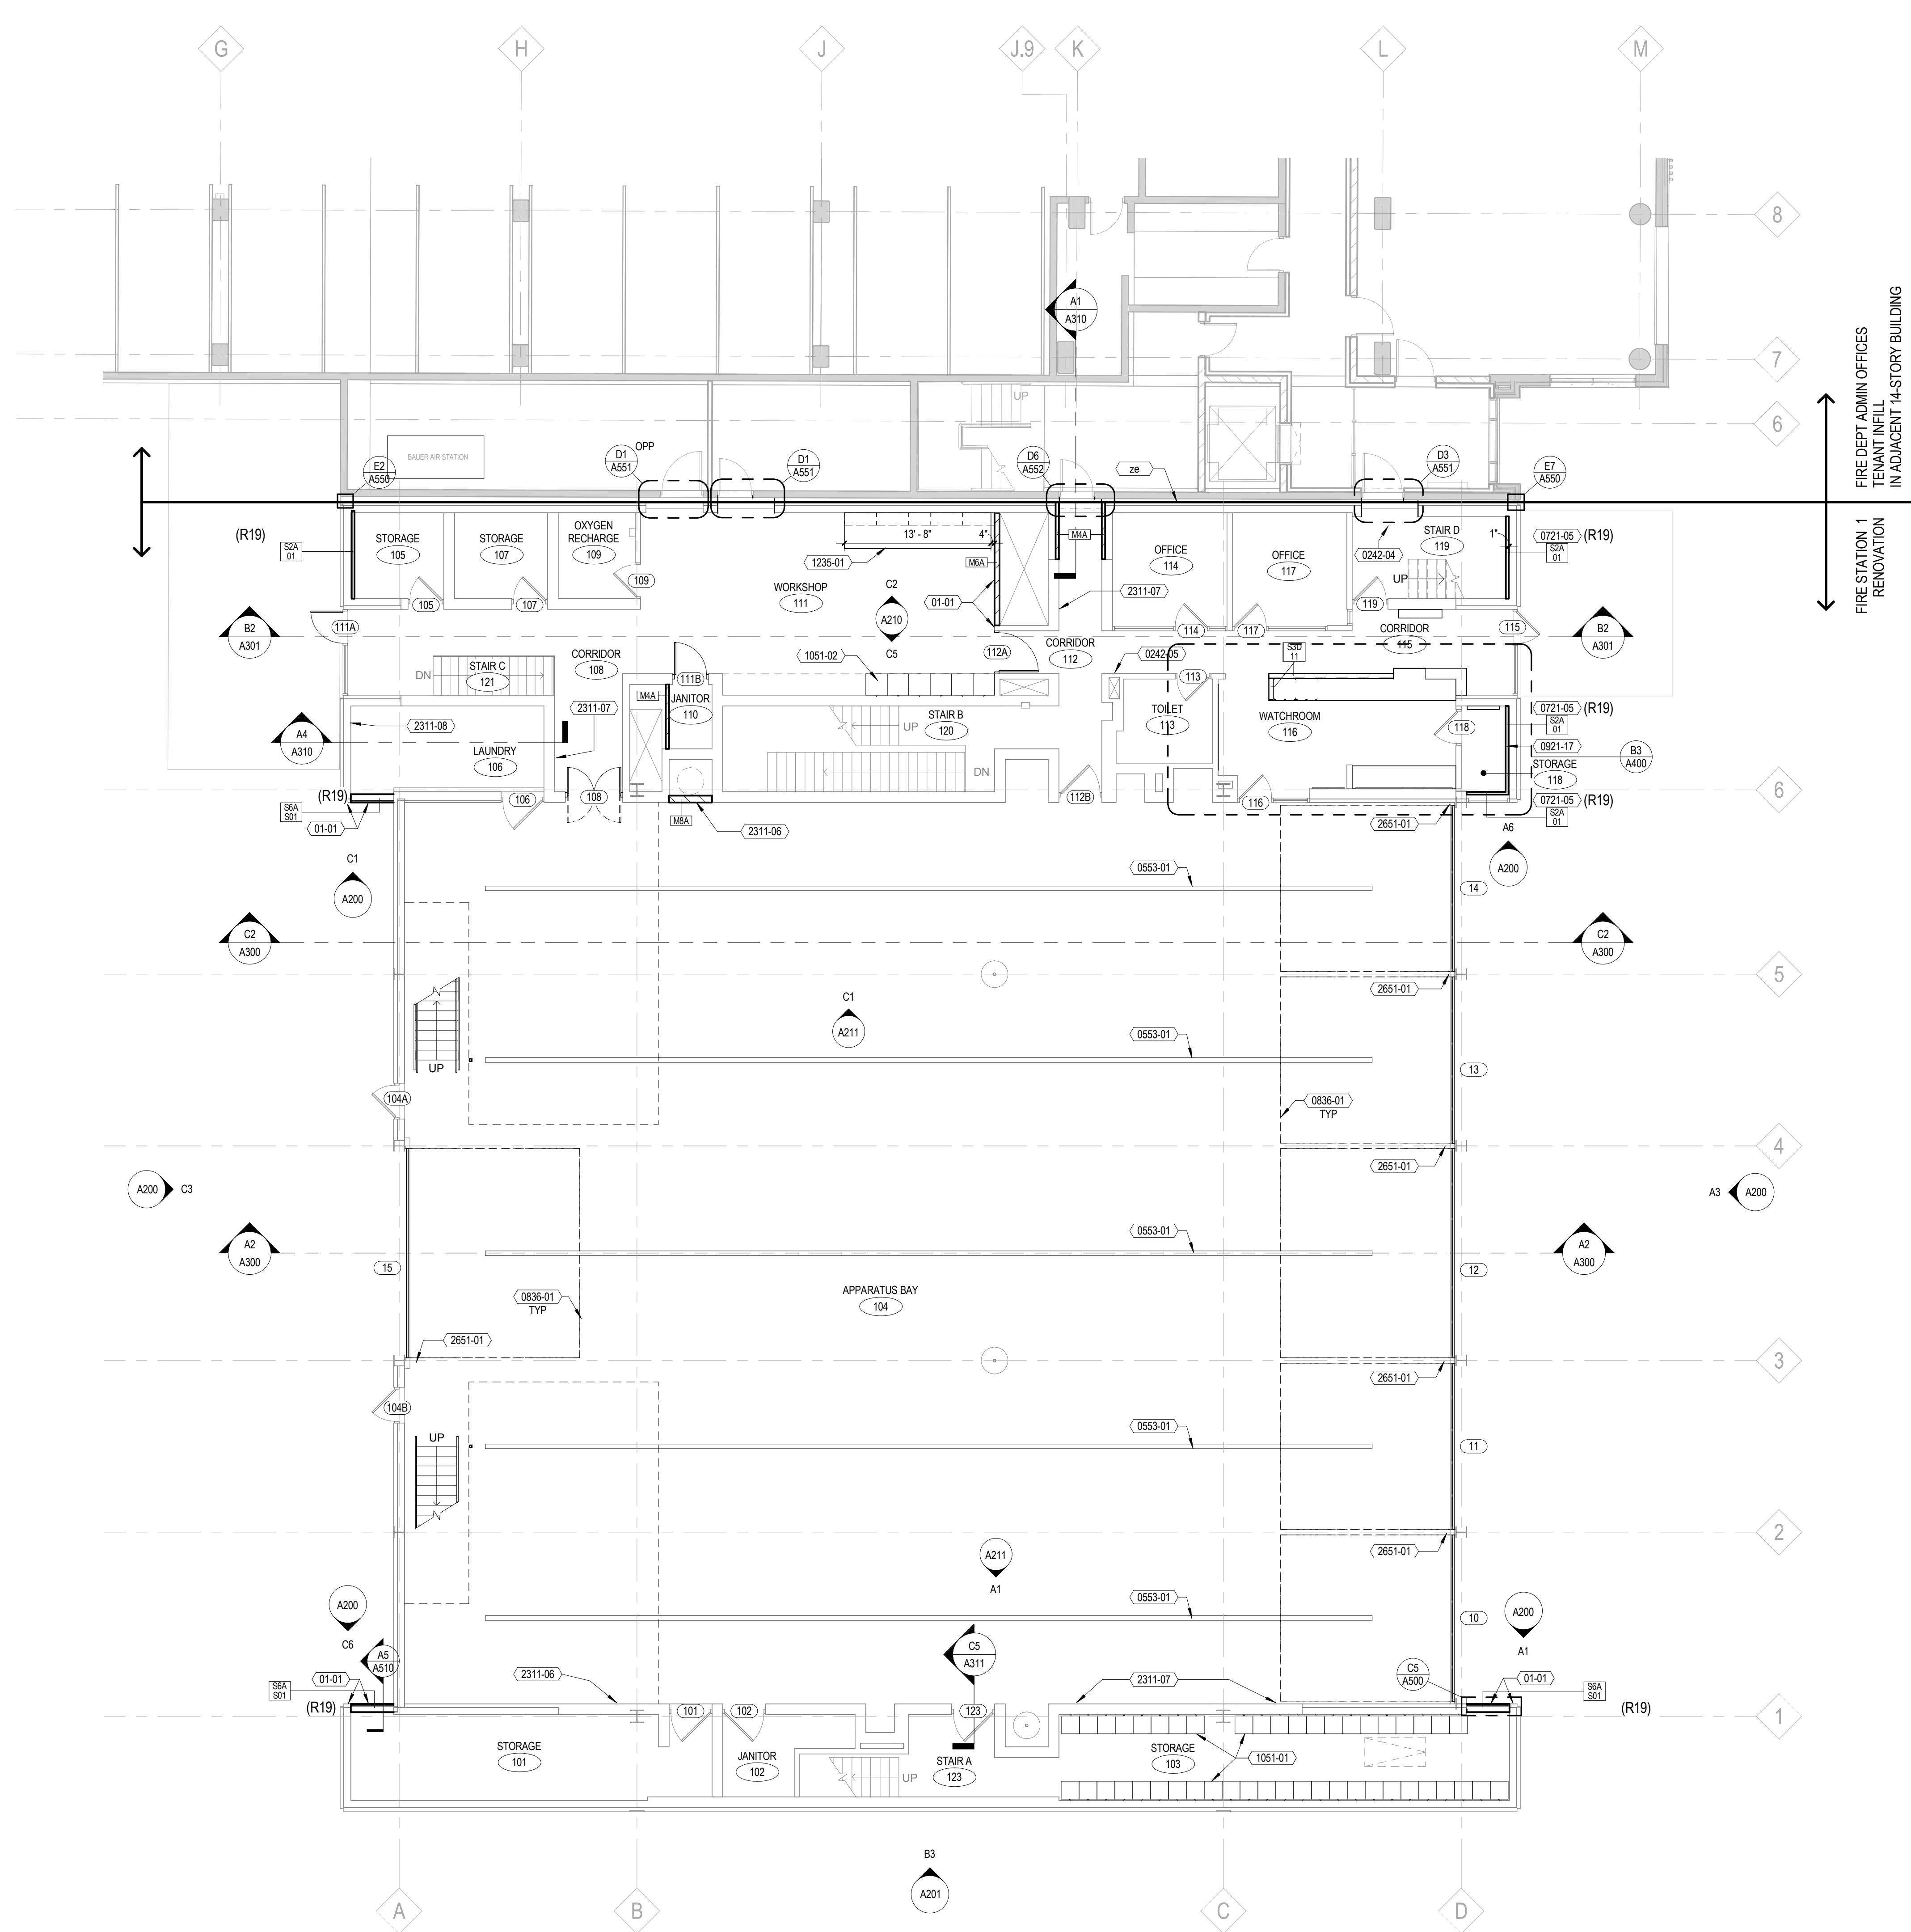 G
H
J
J.9
K
L
M
8
A1
A310
7
FIRE DEPT ADMIN OFFICES
TENANT INFILL
IN ADJACENT 14-STORY BUILDING
UP
6
BAUER AIR STATION
OPP
E2
A550
D1
A551
D1
A551
D6
A552
ze
D3
A551
E7
A550
FIRE STATION 1
RENOVATION
(R19)
S2A
01
STORAGE
105
STORAGE
107
OXYGEN
RECHARGE
109
13' - 8"
4"
M4A
OFFICE
114
OFFICE
117
STAIR D
119
1"
0721-05
(R19)
S2A
01
0242-04
1235-01
M6A
UP
109
WORKSHOP
111
C2
A210
C5
2311-07
01-01
105
107
119
111A
114
117
115
B2
A301
B2
A301
CORRIDOR
108
CORRIDOR
112
CORRIDOR
115
112A
1051-02
0242-05
S3D
11
STAIR C
121
DN
111B
113
M4A
JANITOR
110
2311-07
2311-08
STAIR B
120
UP
TOILET
113
WATCHROOM
116
118
0721-05
(R19)
S2A
01
A4
A310
LAUNDRY
106
DN
0921-17
B3
A400
STORAGE
118
(R19)
106
108
112B
116
6
S6A
S01
01-01
M8A
2311-06
2651-01
0721-05
(R19)
S2A
01
C1
A200
A6
A200
0553-01
14
C2
A300
C2
A300
5
2651-01
C1
A211
0553-01
UP
13
104A
0836-01
TYP
4
2651-01
A200
C3
A3
A200
0553-01
A2
A300
A2
A300
15
12
APPARATUS BAY
104
0836-01
TYP
2651-01
3
2651-01
104B
0553-01
UP
11
2
2651-01
A211
A1
0553-01
10
A200
C6
A200
A1
A5
A510
C5
A311
C5
A500
01-01
2311-06
2311-07
01-01
S6A
S01
S6A
S01
(R19)
(R19)
101
102
123
1
STORAGE
101
JANITOR
102
STAIR A
123
UP
STORAGE
103
1051-01
B3
A201
A
B
C
D